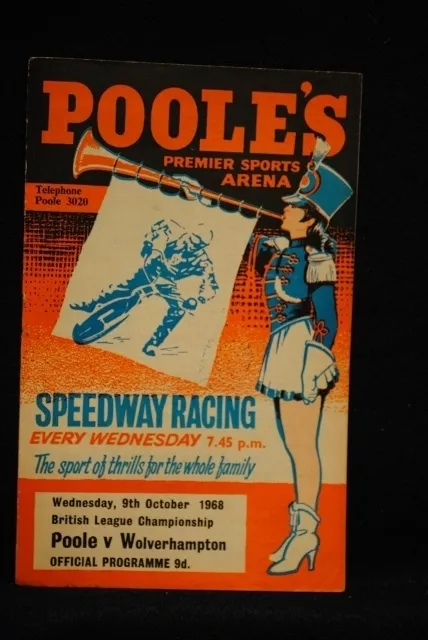 POOLE'S
PREMIER SPORTS
ARENA
Telephone
Poole 3020
SPEEDWAY RACING
EVERY WEDNESDAY 7.45 p.m.
The sport of thrills for the whole family
Wednesday, 9th October 1968
British League Championship
Poole v Wolverhampton
OFFICIAL PROGRAMME 9d.